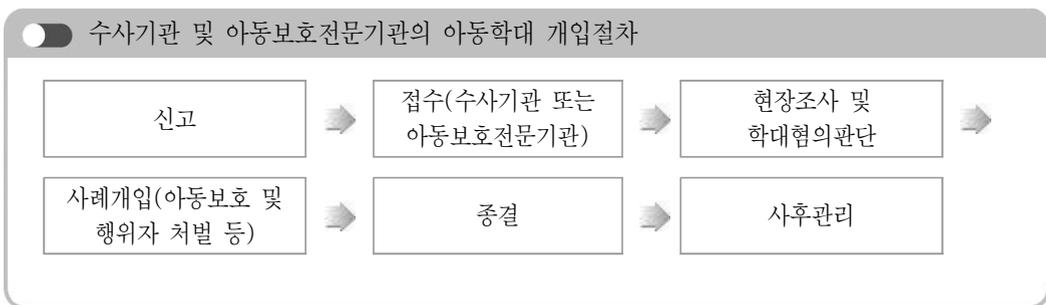 수사기관 및 아동보호전문기관의 아동학대 개입절차
신고
접수(수사기관 또는
아동보호전문기관)
현장조사 및
학대혐의판단
사례개입(아동보호 및
행위자 처벌 등)
종결
사후관리